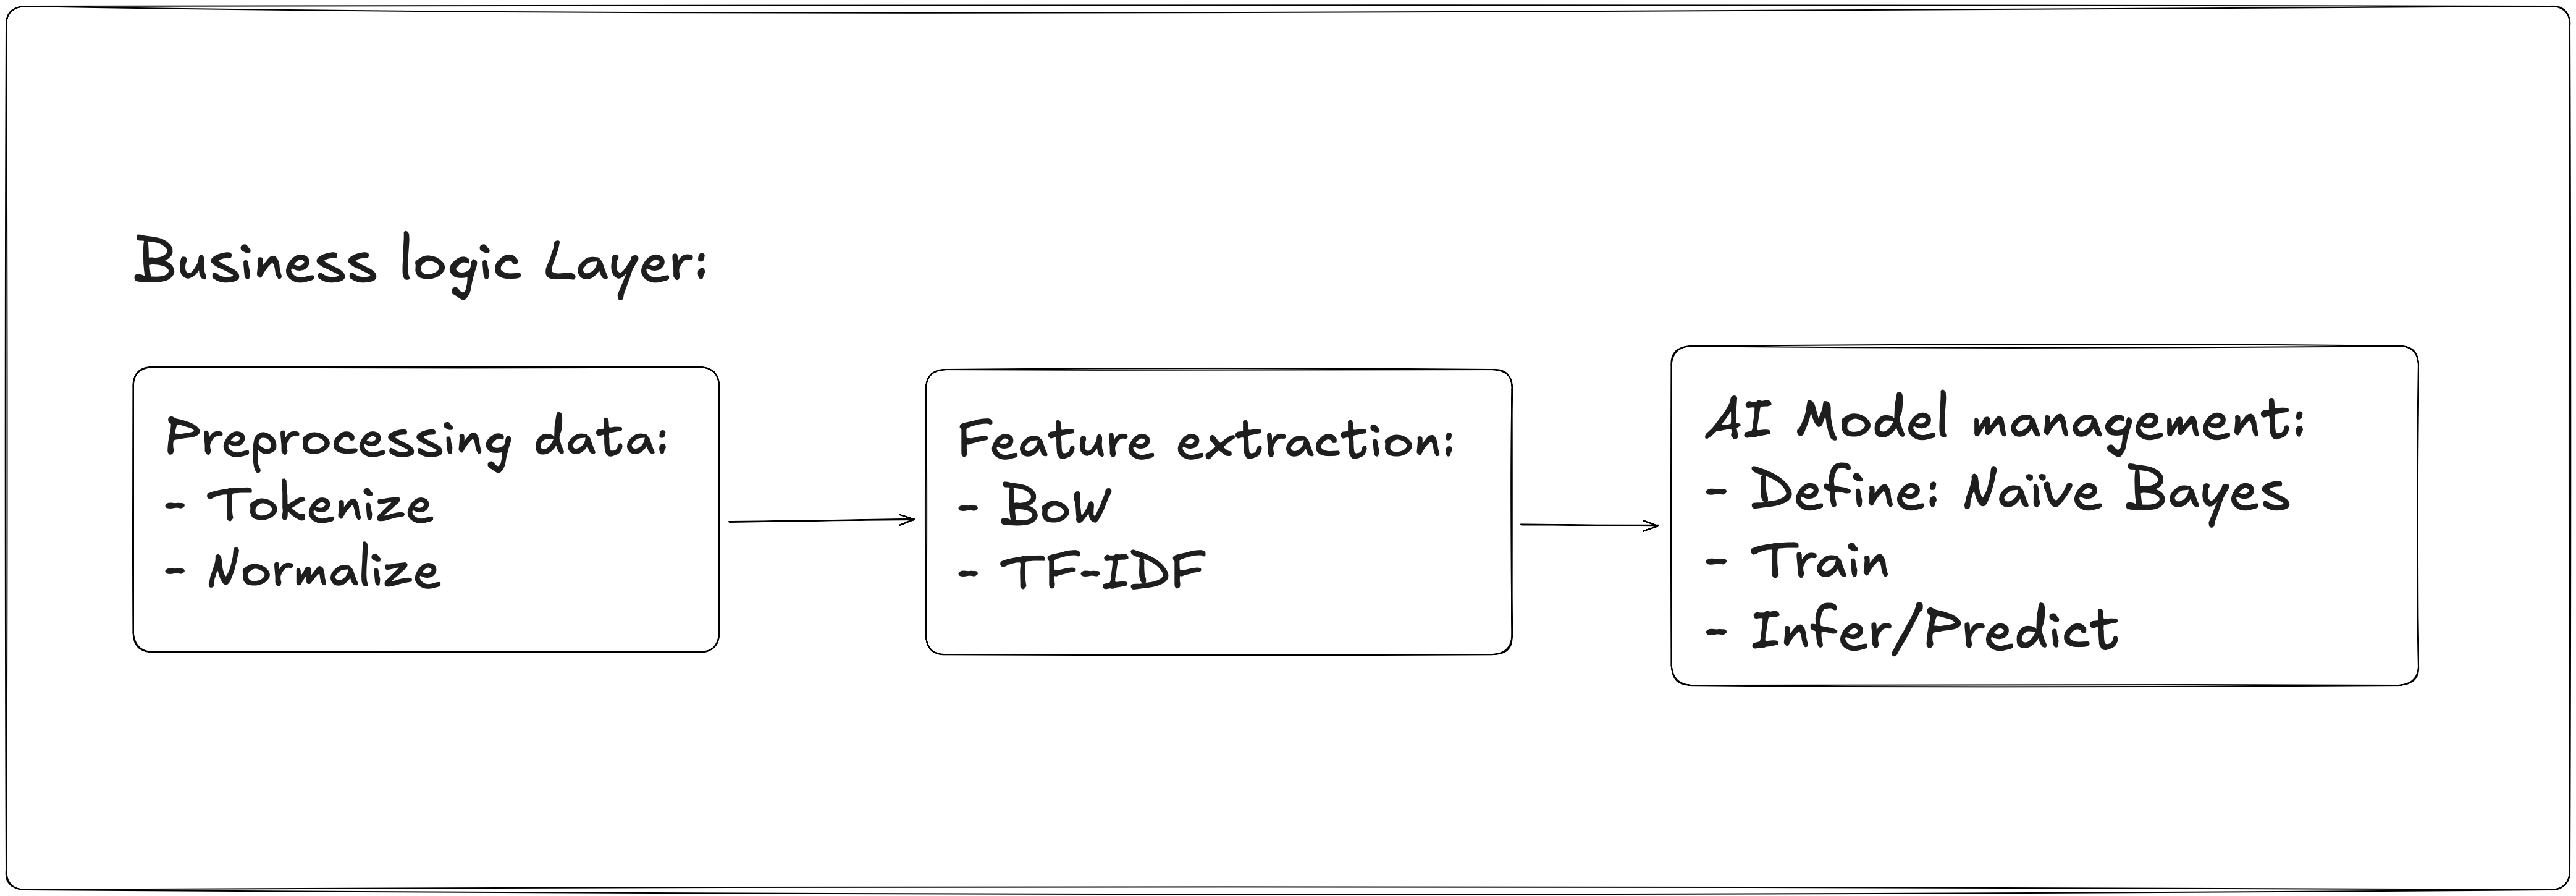 Business logic Layer:
Preprocessing data:
- Tokenize
- Normalize
Feature extraction:
- BoW
- TF-IDF
AI Model management:
- Define: Naïve Bayes
- Train
- Infer/Predict